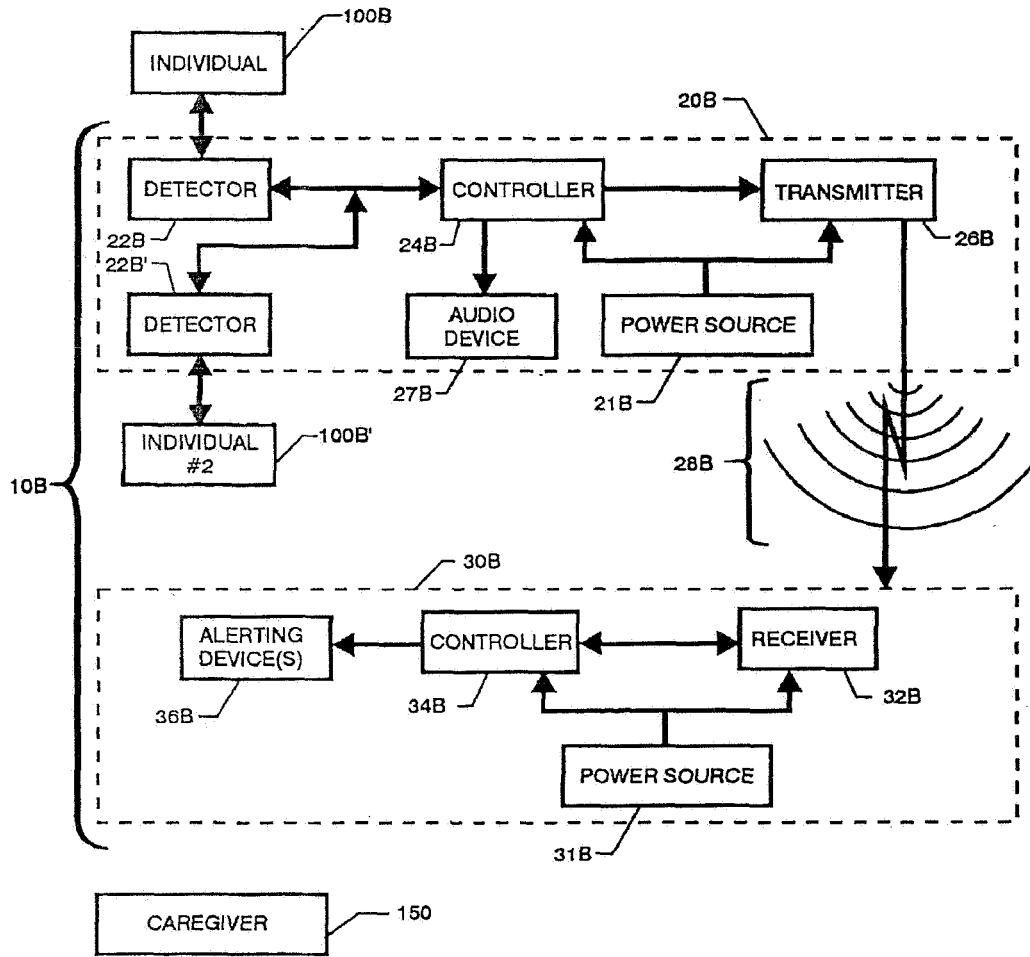 100B
INDIVIDUAL
20B
DETECTOR
CONTROLLER
TRANSMITTER
22B
24B
26B
22B'
DETECTOR
AUDIO
DEVICE
POWER SOURCE
27B
21B
INDIVIDUAL
#2
100B'
28B
10B
30B
ALERTING
DEVICE(S)
CONTROLLER
RECEIVER
36B
34B
32B
POWER SOURCE
31B
CAREGIVER
150